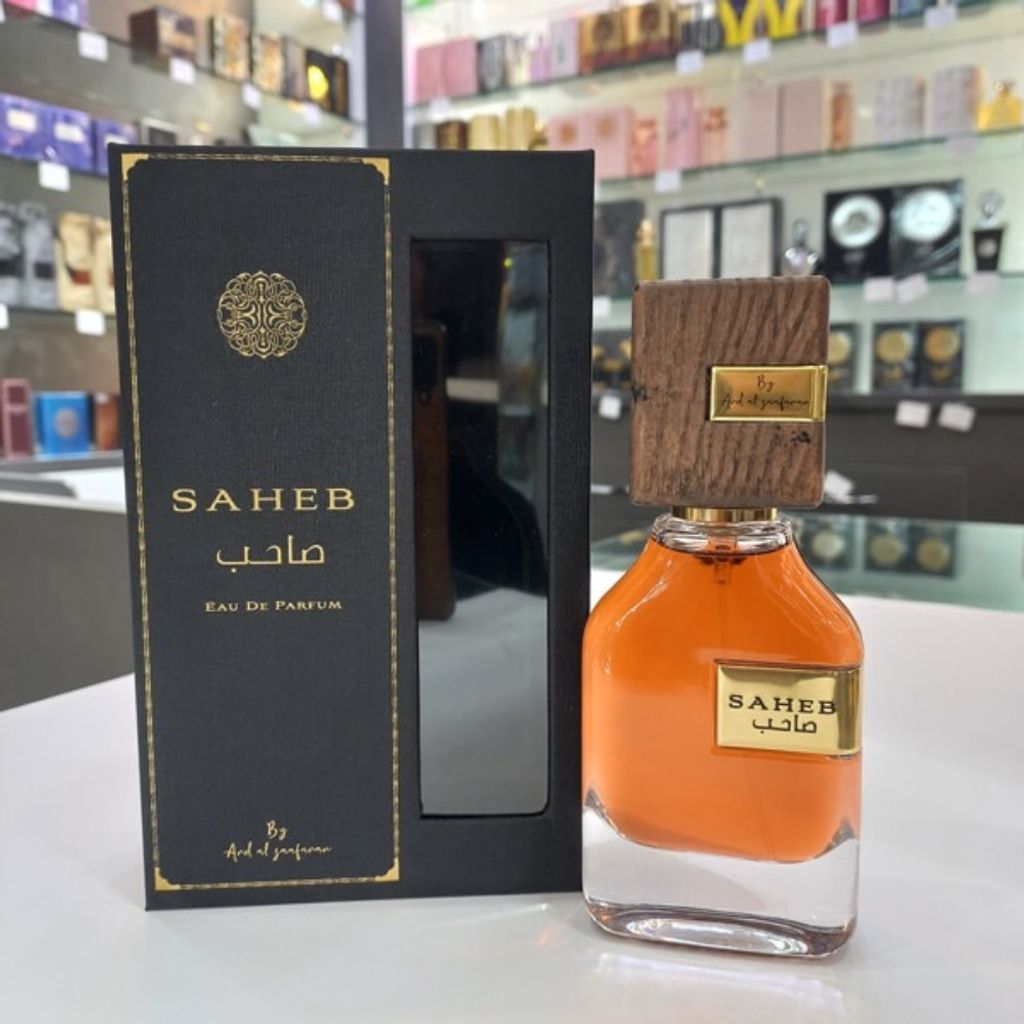 SAHEB
صاحب
EAU DE PARFUM
By
Ard al zaafaran
By
Ard al zaafaran
SAHEB
صاحب